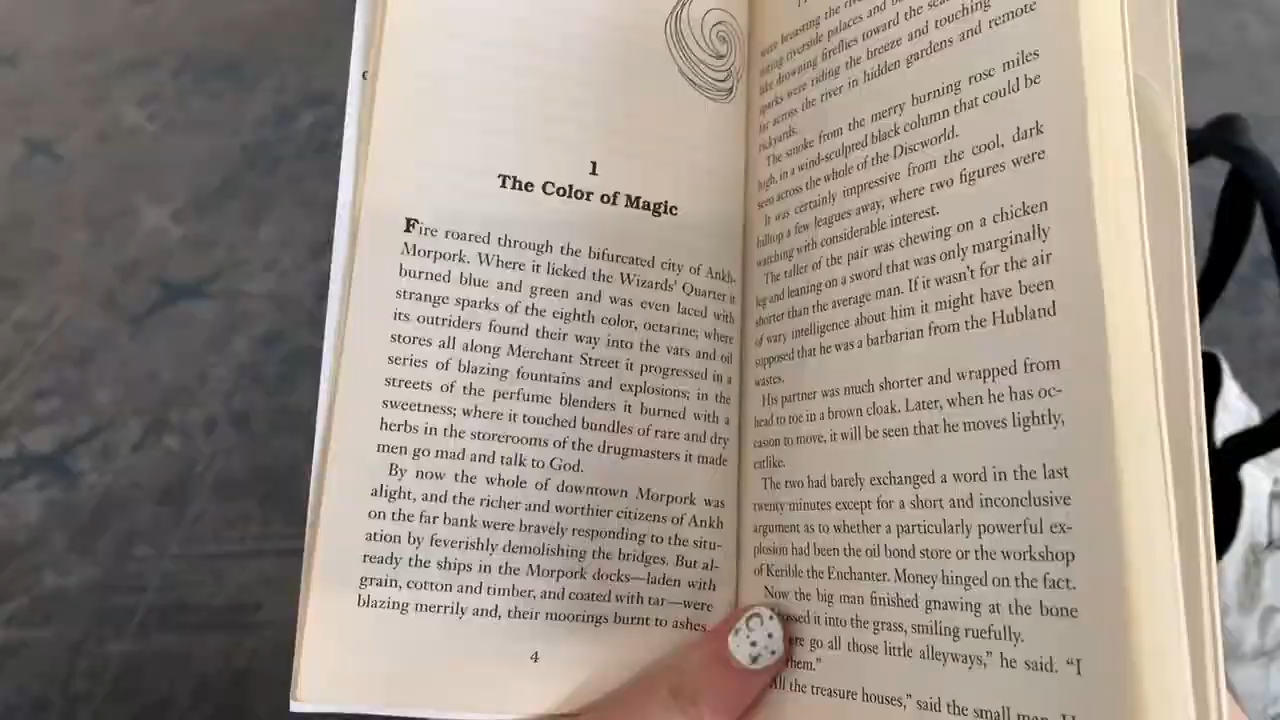 1
The Color of Magic
Fire roared through the bifurcated city of Ankh-
Morpork. Where it licked the Wizards' Quarter it
burned blue and green and was even laced with
strange sparks of the eighth color, octarine; where
its outriders found their way into the vats and oil
stores all along Merchant Street it progressed in a
series of blazing fountains and explosions; in the
streets of the perfume blenders it burned with a
sweetness; where it touched bundles of rare and dry
herbs in the storerooms of the drugmasters it made
men go mad and talk to God.
By now the whole of downtown Morpork was
alight, and the richer and worthier citizens of Ankh
on the far bank were bravely responding to the situ-
ation by feverishly demolishing the bridges. But al-
ready the ships in the Morpork docks—laden with
grain, cotton and timber, and coated with tar—were
blazing merrily and, their moorings burnt to ashes,
4
were breasting the
riverside palaces and
like drowning fireflies toward the sea
sparks were riding the breeze and touching
far across the river in hidden gardens and remote
rickyards.
The smoke from the merry burning rose miles
high, in a wind-sculpted black column that could be
seen across the whole of the Discworld.
It was certainly impressive from the cool, dark
hilltop a few leagues away, where two figures were
watching with considerable interest.
The taller of the pair was chewing on a chicken
leg and leaning on a sword that was only marginally
shorter than the average man. If it wasn't for the air
of wary intelligence about him it might have been
supposed that he was a barbarian from the Hubland
wastes.
His partner was much shorter and wrapped from
head to toe in a brown cloak. Later, when he has oc-
casion to move, it will be seen that he moves lightly,
catlike.
The two had barely exchanged a word in the last
twenty minutes except for a short and inconclusive
argument as to whether a particularly powerful ex-
plosion had been the oil bond store or the workshop
of Kerible the Enchanter. Money hinged on the fact.
Now the big man finished gnawing at the bone
it into the grass, smiling ruefully.
go all those little alleyways," he said. "I
them."
"All the treasure houses," said the small man.